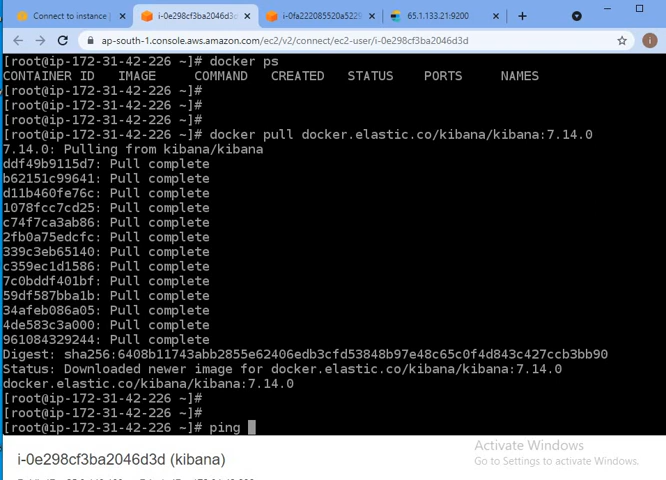 Connect to instance |
i-0e298cf3ba2046d3d
i-0fa222085520a5229
65.1.133.21:9200
ap-south-1.console.aws.amazon.com/ec2/v2/connect/ec2-user/i-0e298cf3ba2046d3d
[root@ip-172-31-42-226 ~]# docker ps
CONTAINER ID IMAGE COMMAND CREATED STATUS PORTS NAMES
[root@ip-172-31-42-226 ~]#
[root@ip-172-31-42-226 ~]#
[root@ip-172-31-42-226 ~]#
[root@ip-172-31-42-226 ~]# docker pull docker.elastic.co/kibana/kibana:7.14.0
7.14.0: Pulling from kibana/kibana
ddf49b9115d7: Pull complete
b62151c99641: Pull complete
d11b460fe76c: Pull complete
1078fcc7cd25: Pull complete
c74f7ca3ab86: Pull complete
2fb0a75edcfc: Pull complete
339c3eb65140: Pull complete
c359ec1d1586: Pull complete
7c0bddf401bf: Pull complete
59df587bba1b: Pull complete
34afeb086a05: Pull complete
4de583c3a000: Pull complete
961084329244: Pull complete
Digest: sha256:6408b11743abb2855e62406edb3cfd53848b97e48c65c0f4d843c427ccb3bb90
Status: Downloaded newer image for docker.elastic.co/kibana/kibana:7.14.0
docker.elastic.co/kibana/kibana:7.14.0
[root@ip-172-31-42-226 ~]#
[root@ip-172-31-42-226 ~]#
[root@ip-172-31-42-226 ~]# ping
i-0e298cf3ba2046d3d (kibana)
Activate Windows
Go to Settings to activate Windows.